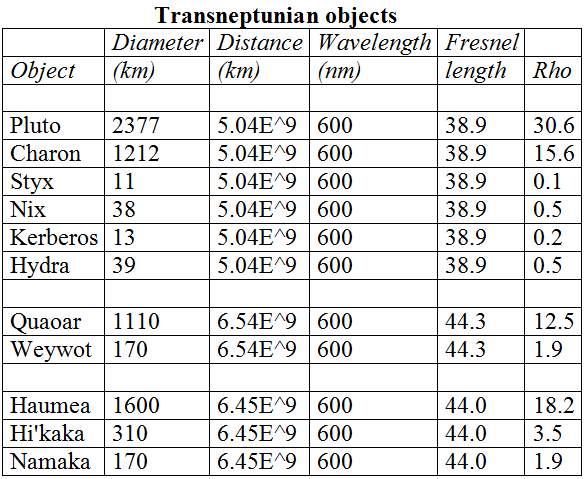 Transneptunian objects
Diameter Distance Wavelength Fresnel
Object (km) (km) (nm) length Rho
Pluto 2377 5.04E^9 600 38.9 30.6
Charon 1212 5.04E^9 600 38.9 15.6
Styx 11 5.04E^9 600 38.9 0.1
Nix 38 5.04E^9 600 38.9 0.5
Kerberos 13 5.04E^9 600 38.9 0.2
Hydra 39 5.04E^9 600 38.9 0.5
Quaoar 1110 6.54E^9 600 44.3 12.5
Weywot 170 6.54E^9 600 44.3 1.9
Haumea 1600 6.45E^9 600 44.0 18.2
Hi'kaka 310 6.45E^9 600 44.0 3.5
Namaka 170 6.45E^9 600 44.0 1.9